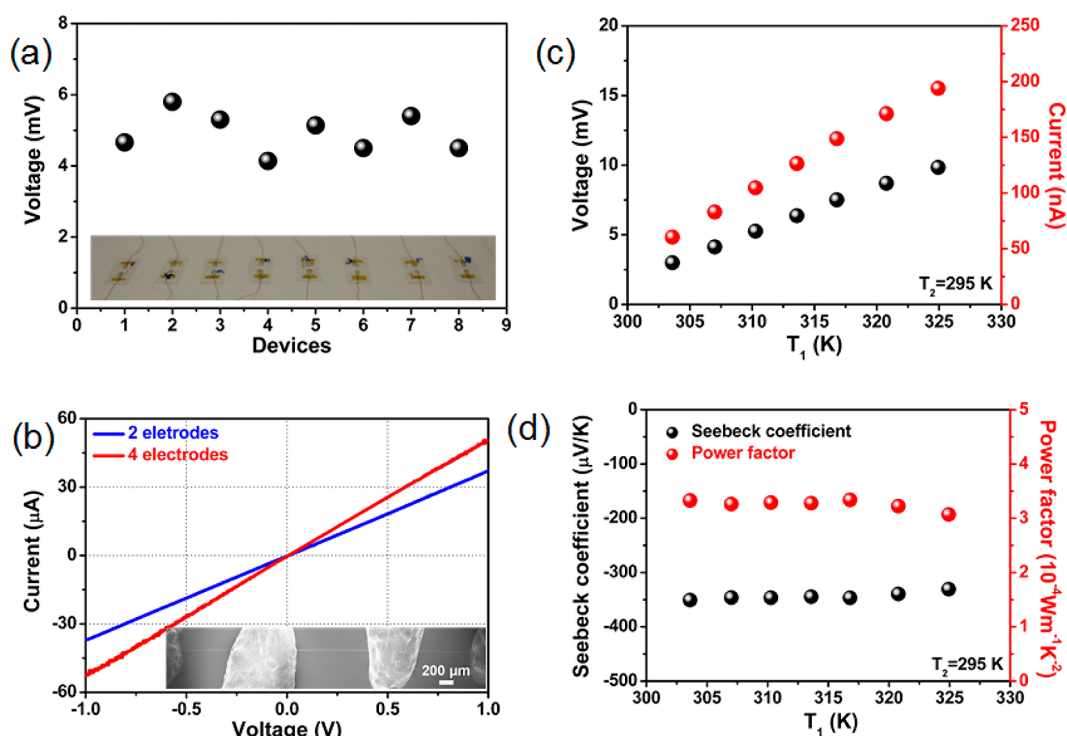 (a)
8
6
4
2
0
Voltage (mV)
1 2 3 4 5 6 7 8 9
Devices
(c)
20
15
10
5
0
Voltage (mV)
250
200
150
100
50
0
Current (nA)
T2=295 K
300 305 310 315 320 325 330
T1 (K)
(b)
60
30
0
-30
-60
Current (μA)
2 eletrodes
4 electrodes
200 μm
-1.0 -0.5 0.0 0.5 1.0
Voltage (V)
(d)
0
-100
-200
-300
-400
-500
Seebeck coefficient (μV/K)
Seebeck coefficient
Power factor
5
4
3
2
1
0
Power factor (10-4Wm-1K-2)
T2=295 K
300 305 310 315 320 325 330
T1 (K)